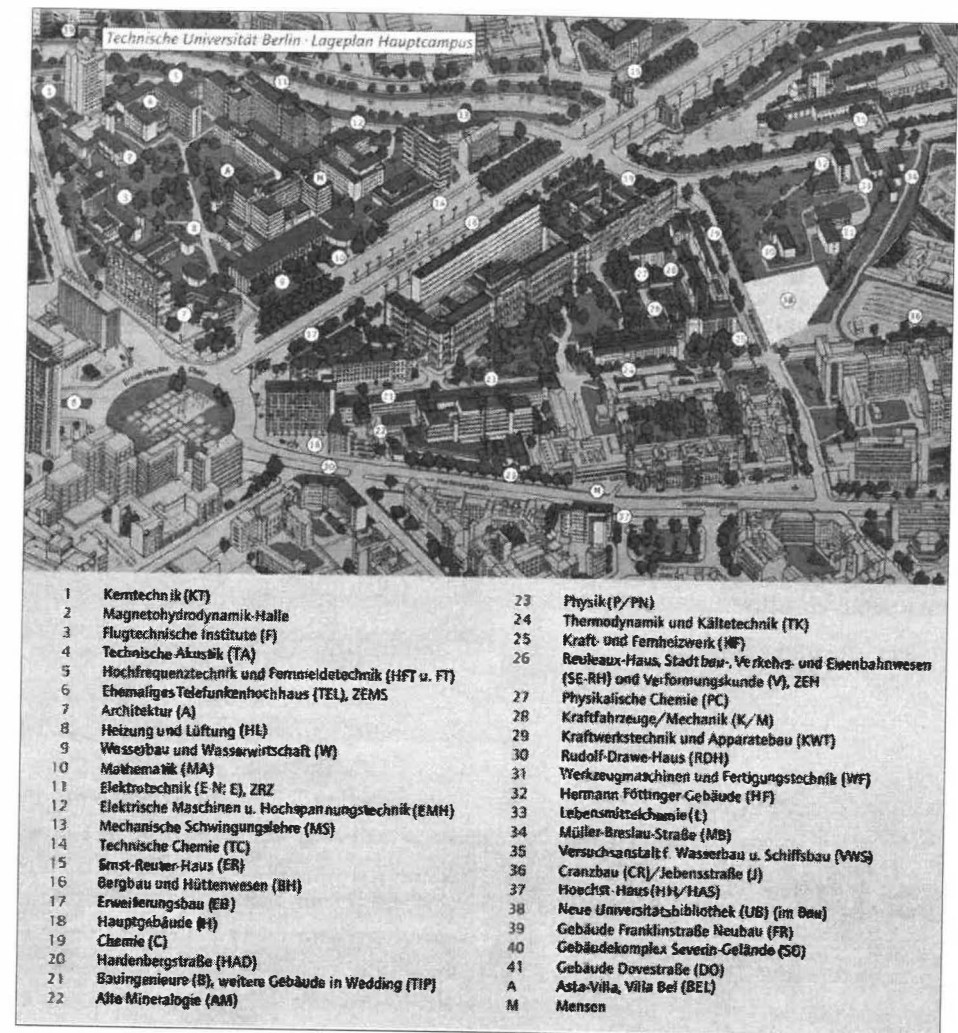 Technische Universität Berlin · Lageplan Hauptcampus
Ernst-Reuter Platz
1 Kerntechnik (KT)
2 Magnetohydrodynamik-Halle
3 Flugtechnische Institute (F)
4 Technische Akustik (TA)
5 Hochfrequenztechnik und Fernmeldetechnik (HFT u. FT)
6 Ehemaliges Telefunkenhochhaus (TEL), ZEMS
7 Architektur (A)
8 Heizung und Lüftung (HL)
9 Wasserbau und Wasserwirtschaft (W)
10 Mathematik (MA)
11 Elektrotechnik (E-N; E), ZRZ
12 Elektrische Maschinen u. Hochspannungstechnik (EMH)
13 Mechanische Schwingungslehre (MS)
14 Technische Chemie (TC)
15 Ernst-Reuter-Haus (ER)
16 Bergbau und Hüttenwesen (BH)
17 Erweiterungsbau (EB)
18 Hauptgebäude (H)
19 Chemie (C)
20 Hardenbergstraße (HAD)
21 Bauingenieure (B), weitere Gebäude in Wedding (TIP)
22 Alte Mineralogie (AM)
23 Physik (P/PN)
24 Thermodynamik und Kältetechnik (TK)
25 Kraft- und Fernheizwerk (KF)
26 Reuleaux-Haus, Stadtbau-, Verkehrs- und Eisenbahnwesen
(SE-RH) und Verformungskunde (V), ZEH
27 Physikalische Chemie (PC)
28 Kraftfahrzeuge/Mechanik (K/M)
29 Kraftwerkstechnik und Apparatebau (KWT)
30 Rudolf-Drawe-Haus (RDH)
31 Werkzeugmaschinen und Fertigungstechnik (WF)
32 Hermann Föttinger-Gebäude (HF)
33 Lebensmittelchemie (L)
34 Müller-Breslau-Straße (MB)
35 Versuchsanstalt f. Wasserbau u. Schiffsbau (VWS)
36 Cranzbau (CR)/Jebensstraße (J)
37 Hoechst-Haus (HH/HAS)
38 Neue Universitätsbibliothek (UB) (im Bau)
39 Gebäude Franklinstraße Neubau (FR)
40 Gebäudekomplex Severin-Gelände (SG)
41 Gebäude Dovestraße (DO)
A Asta-Villa, Villa Bel (BEL)
M Mensen